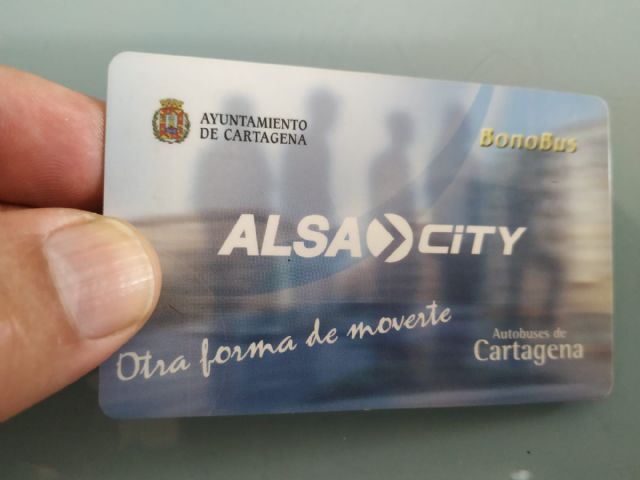 AYUNTAMIENTO
DE CARTAGENA
BonoBus
ALSA CiTY
Otra forma de moverte
Autobuses de
Cartagena